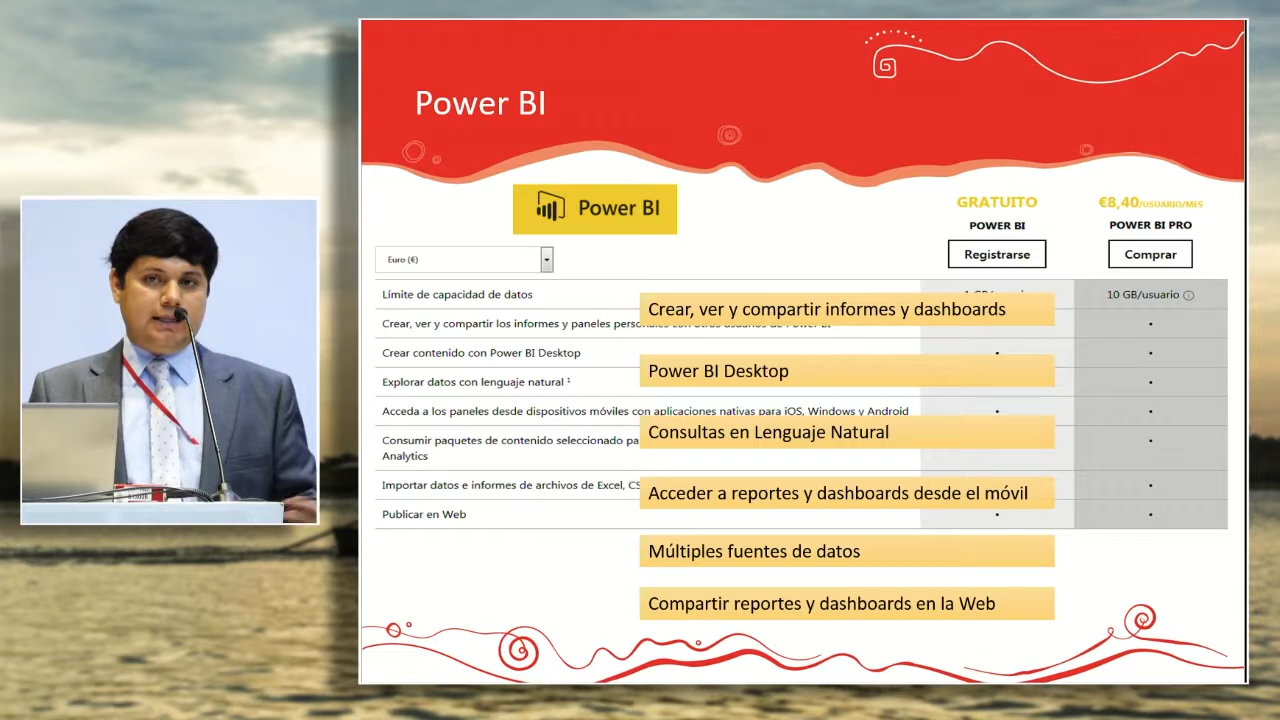 Power BI
Power BI
GRATUITO
€8,40/USUARIO/MES
POWER BI
POWER BI PRO
Euro (€)
Registrarse
Comprar
Límite de capacidad de datos
10 GB/usuario
Crear, ver y compartir informes y dashboards
Crear, ver y compartir los informes y paneles
Crear contenido con Power BI Desktop
Power BI Desktop
Explorar datos con lenguaje natural 1
Acceda a los paneles desde dispositivos móviles con aplicaciones nativas para iOS, Windows y Android
Consultas en Lenguaje Natural
Consumir paquetes de contenido seleccionado
Analytics
Importar datos e informes de archivos de Excel,
Acceder a reportes y dashboards desde el móvil
Publicar en Web
Múltiples fuentes de datos
Compartir reportes y dashboards en la Web